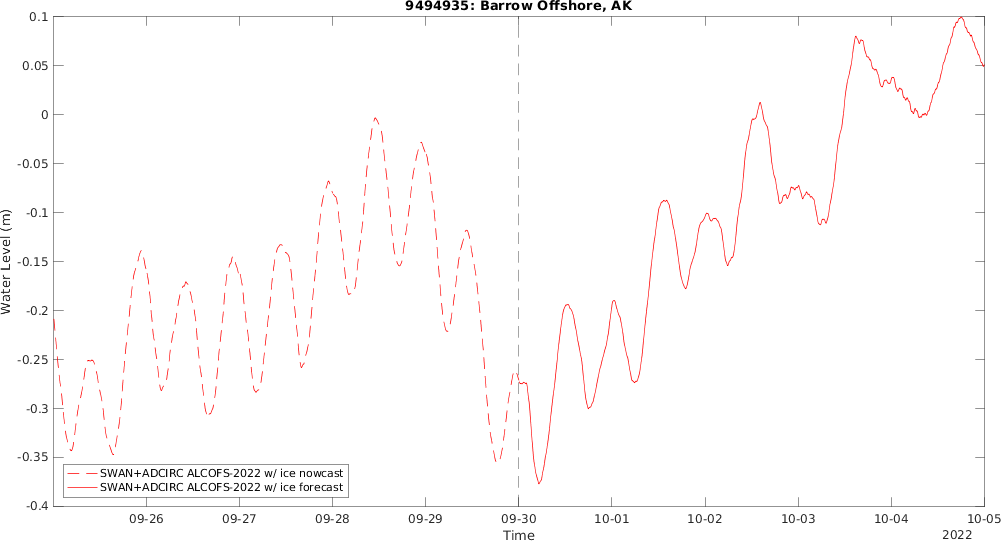 9494935: Barrow Offshore, AK
0.1
0.05
0
-0.05
-0.1
-0.15
-0.2
-0.25
-0.3
-0.35
-0.4
Water Level (m)
SWAN+ADCIRC ALCOFS-2022 w/ ice nowcast
SWAN+ADCIRC ALCOFS-2022 w/ ice forecast
09-26 09-27 09-28 09-29 09-30 10-01 10-02 10-03 10-04 10-05
Time
2022